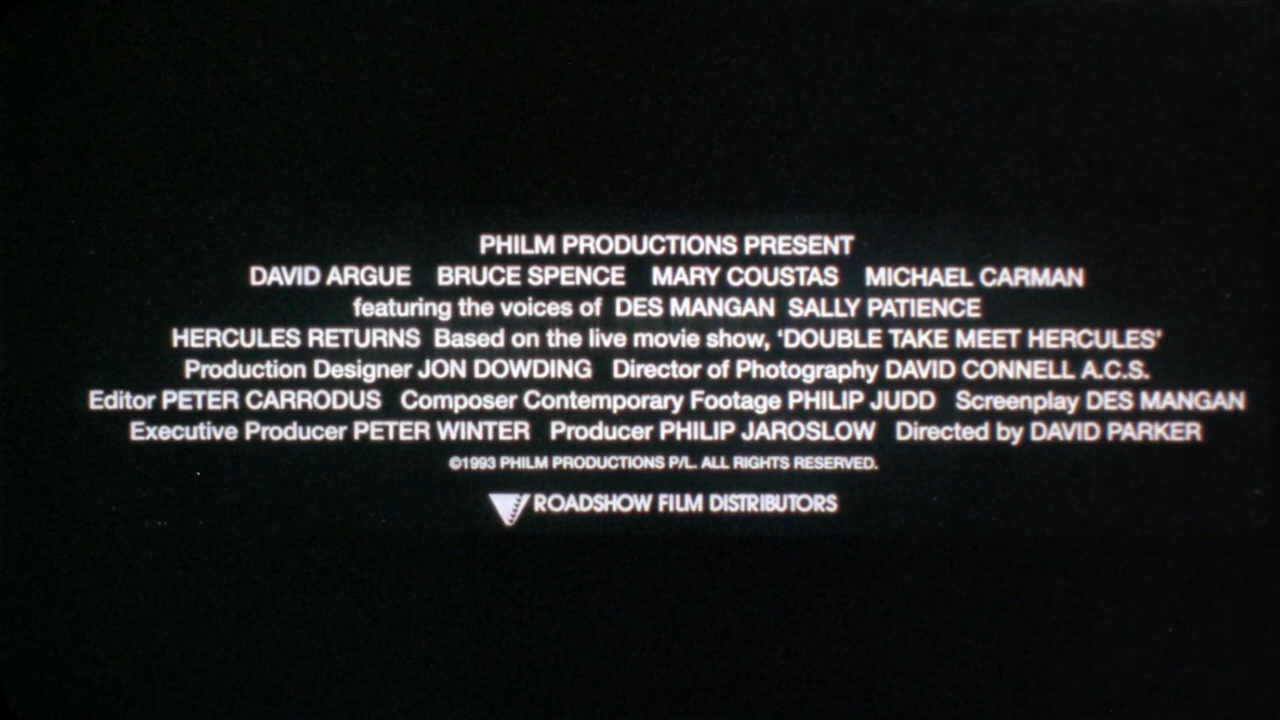 PHILM PRODUCTIONS PRESENT
DAVID ARGUE BRUCE SPENCE MARY COUSTAS MICHAEL CARMAN
featuring the voices of DES MANGAN SALLY PATIENCE
HERCULES RETURNS Based on the live movie show, ‘DOUBLE TAKE MEET HERCULES’
Production Designer JON DOWDING Director of Photography DAVID CONNELL A.C.S.
Editor PETER CARRODUS Composer Contemporary Footage PHILIP JUDD Screenplay DES MANGAN
Executive Producer PETER WINTER Producer PHILIP JAROSLOW Directed by DAVID PARKER
©1993 PHILM PRODUCTIONS P/L. ALL RIGHTS RESERVED.
ROADSHOW FILM DISTRIBUTORS